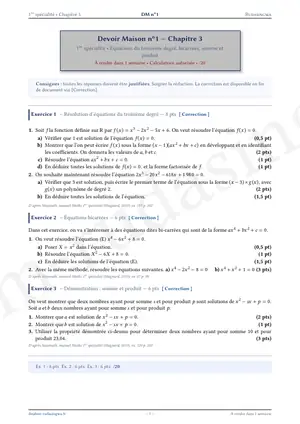 1ère spécialité • Chapitre 3
DM n°1
Devoir Maison n°1 – Chapitre 3
1ère spécialité • Équations du troisième degré, bicarrées, somme et
produit
À rendre dans 1 semaine • Calculatrice autorisée • /20
Consignes : toutes les réponses doivent être justifiées. Soigner la rédaction. La correction est disponible en fin
de document via [Correction].
Exercice 1 – Résolution d'équations du troisième degré – 8 pts [ Correction ]
1. Soit f la fonction définie sur R par f(x) = x³ − 2x² − 5x + 6. On veut résoudre l'équation f(x) = 0.
a) Vérifier que 1 est solution de l'équation f(x) = 0. (0,5 pt)
b) Montrer que l'on peut écrire f(x) sous la forme (x − 1)(ax² + bx + c) en développant et en identifiant
les coefficients. On donnera les valeurs de a, b et c. (2 pts)
c) Résoudre l'équation ax² + bx + c = 0. (1 pt)
d) En déduire toutes les solutions de f(x) = 0, et la forme factorisée de f. (1 pt)
2. On souhaite maintenant résoudre l'équation
a) Vérifier que 5 est solution, puis écrire le premier terme de l'équation sous la forme (x − 5) × g(x), avec
g(x) un polynôme de degré 2. (2 pts)
b) En déduire toutes les solutions de l'équation. (1,5 pt)
Exercice 2 – Équations bicarrées – 6 pts [ Correction ]
Dans cet exercice, on va s'intéresser à des équations dites bi-carrées qui sont de la forme ax⁴ + bx² + c = 0.
1. On veut résoudre l'équation (E) x⁴ − 6x² + 8 = 0.
a) Poser X = x² dans l'équation. (0,5 pt)
b) Résoudre l'équation X² − 6X + 8 = 0. (1 pt)
c) En déduire les solutions de l'équation (E). (1,5 pt)
2. Avec la même méthode, résoudre les équations suivantes. a) x⁴ − 2x² − 8 = 0 b) x⁴ + x² + 1 = 0 (3 pts)
Exercice 3 – Démonstration : somme et produit – 6 pts [ Correction ]
On veut montrer que deux nombres ayant pour somme s et pour produit p sont solutions de x² − sx + p = 0.
Soit a et b deux nombres ayant pour somme s et pour produit p.
1. Montrer que a est solution de x² − sx + p = 0. (2 pts)
2. Montrer que b est solution de x² − sx + p = 0. (1 pt)
3. Utiliser la propriété démontrée ci-dessus pour déterminer deux nombres ayant pour somme 10 et pour
produit 23,04. (3 pts)
Ex. 1 : 8 pts Ex. 2 : 6 pts Ex. 3 : 6 pts /20
– 1 –
À rendre dans 1 semaine